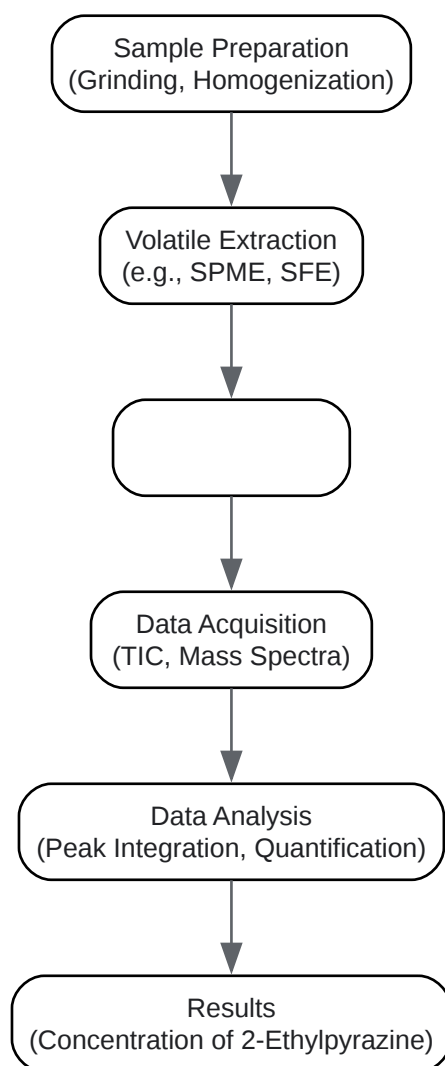 Sample Preparation
(Grinding, Homogenization)
Volatile Extraction
(e.g., SPME, SFE)
Data Acquisition
(TIC, Mass Spectra)
Data Analysis
(Peak Integration, Quantification)
Results
(Concentration of 2-Ethylpyrazine)